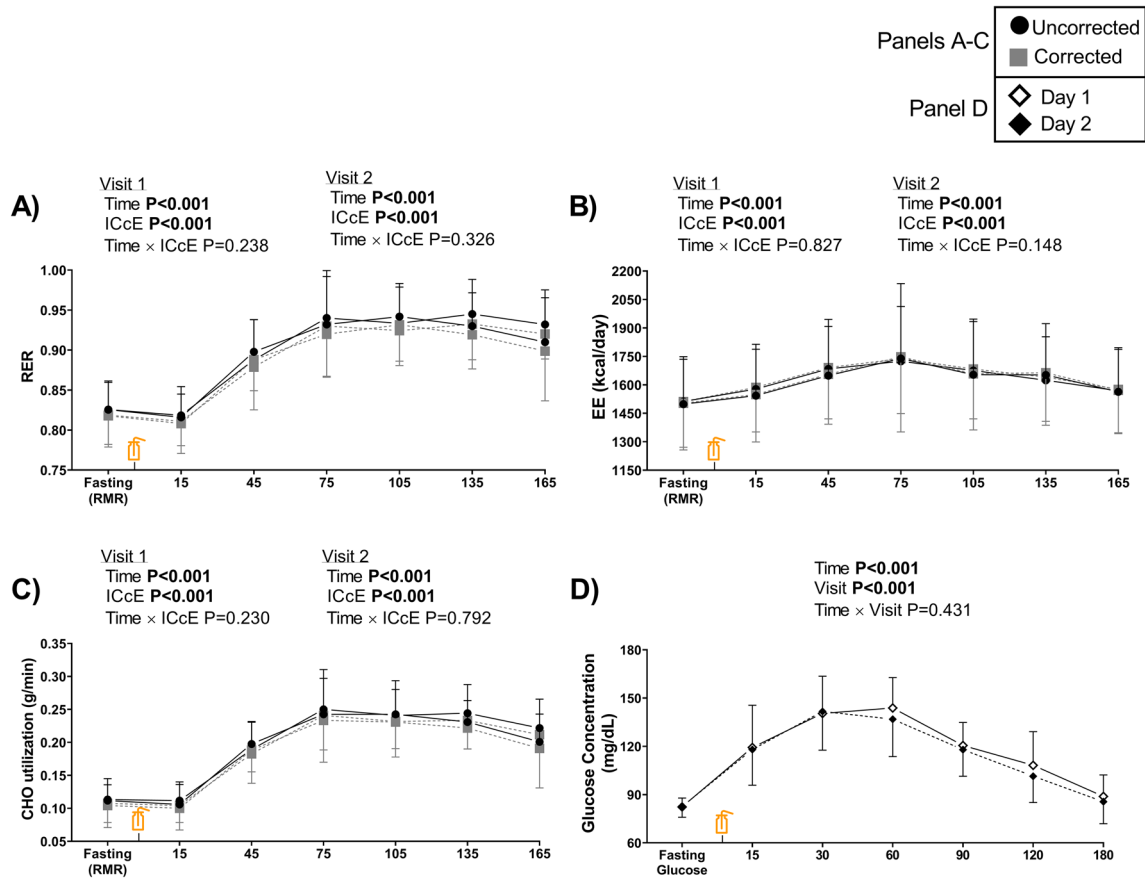 Panels A-C
Uncorrected
Corrected
Panel D
Day 1
Day 2
A)
Visit 1
Time P<0.001
ICcE P<0.001
Time × ICcE P=0.238
Visit 2
Time P<0.001
ICcE P<0.001
Time × ICcE P=0.326
RER
1.00
0.95
0.90
0.85
0.80
0.75
Fasting (RMR)
15 45 75 105 135 165
B)
Visit 1
Time P<0.001
ICcE P<0.001
Time × ICcE P=0.827
Visit 2
Time P<0.001
ICcE P<0.001
Time × ICcE P=0.148
EE (kcal/day)
2200
2050
1900
1750
1600
1450
1300
1150
Fasting (RMR)
15 45 75 105 135 165
C)
Visit 1
Time P<0.001
ICcE P<0.001
Time × ICcE P=0.230
Visit 2
Time P<0.001
ICcE P<0.001
Time × ICcE P=0.792
CHO utilization (g/min)
0.35
0.30
0.25
0.20
0.15
0.10
0.05
Fasting (RMR)
15 45 75 105 135 165
D)
Time P<0.001
Visit P<0.001
Time × Visit P=0.431
Glucose Concentration (mg/dL)
180
150
120
90
60
Fasting Glucose
15 30 60 90 120 180